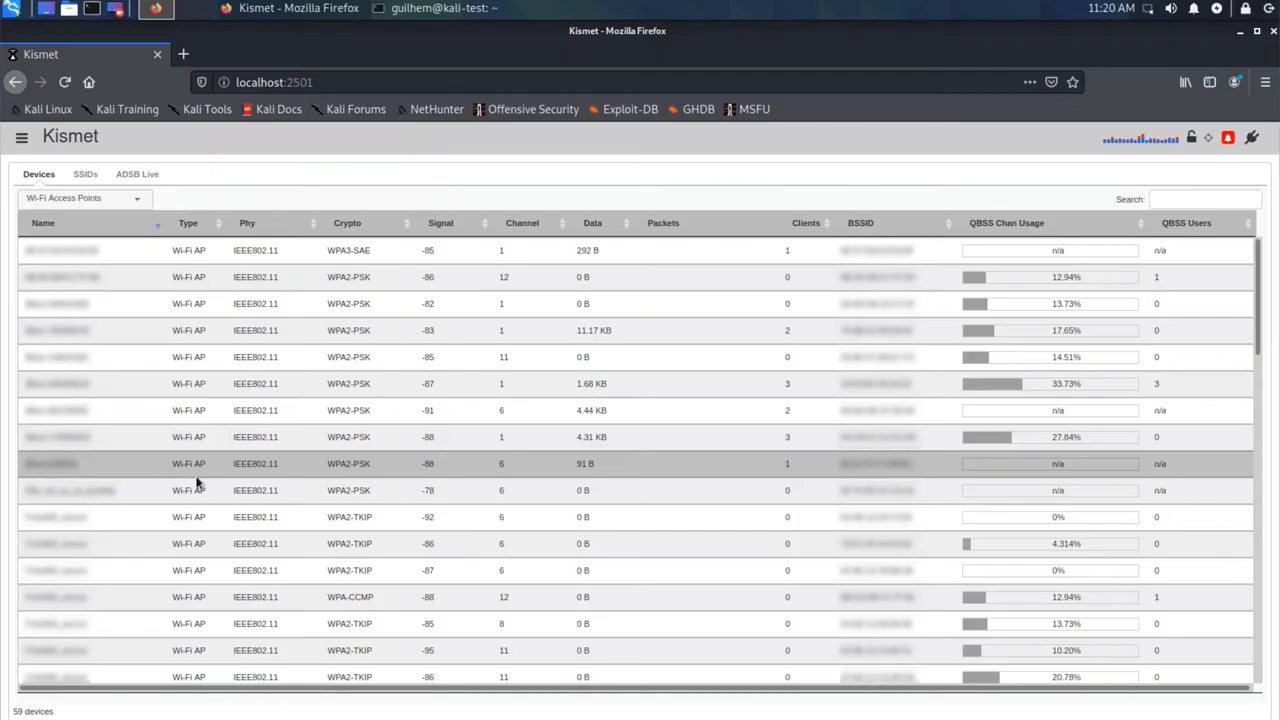 Kismet - Mozilla Firefox guilhem@kali-test: ~ 11:20 AM
Kismet - Mozilla Firefox
Kismet
localhost:2501
Kali Linux Kali Training Kali Tools Kali Docs Kali Forums NetHunter Offensive Security Exploit-DB GHDB MSFU
Kismet
Devices SSIDs ADSB Live
Wi-Fi Access Points Search:
Name Type Phy Crypto Signal Channel Data Packets Clients BSSID QBSS Chan Usage QBSS Users
Wi-Fi AP IEEE802.11 WPA3-SAE -85 1 292 B 1 n/a n/a
Wi-Fi AP IEEE802.11 WPA2-PSK -86 12 0 B 0 12.94% 1
Wi-Fi AP IEEE802.11 WPA2-PSK -82 1 0 B 0 13.73% 0
Wi-Fi AP IEEE802.11 WPA2-PSK -83 1 11.17 KB 2 17.65% 0
Wi-Fi AP IEEE802.11 WPA2-PSK -85 11 0 B 0 14.51% 0
Wi-Fi AP IEEE802.11 WPA2-PSK -87 1 1.68 KB 3 33.73% 3
Wi-Fi AP IEEE802.11 WPA2-PSK -91 6 4.44 KB 2 n/a n/a
Wi-Fi AP IEEE802.11 WPA2-PSK -88 1 4.31 KB 3 27.84% 0
Wi-Fi AP IEEE802.11 WPA2-PSK -88 6 91 B 1 n/a n/a
Wi-Fi AP IEEE802.11 WPA2-PSK -78 6 0 B 0 n/a n/a
Wi-Fi AP IEEE802.11 WPA2-TKIP -92 6 0 B 0 0% 0
Wi-Fi AP IEEE802.11 WPA2-TKIP -86 6 0 B 0 4.314% 0
Wi-Fi AP IEEE802.11 WPA2-TKIP -87 6 0 B 0 0% 0
Wi-Fi AP IEEE802.11 WPA-CCMP -88 12 0 B 0 12.94% 1
Wi-Fi AP IEEE802.11 WPA2-TKIP -85 8 0 B 0 13.73% 0
Wi-Fi AP IEEE802.11 WPA2-TKIP -95 11 0 B 0 10.20% 0
Wi-Fi AP IEEE802.11 WPA2-TKIP -86 11 0 B 0 20.78% 0
59 devices